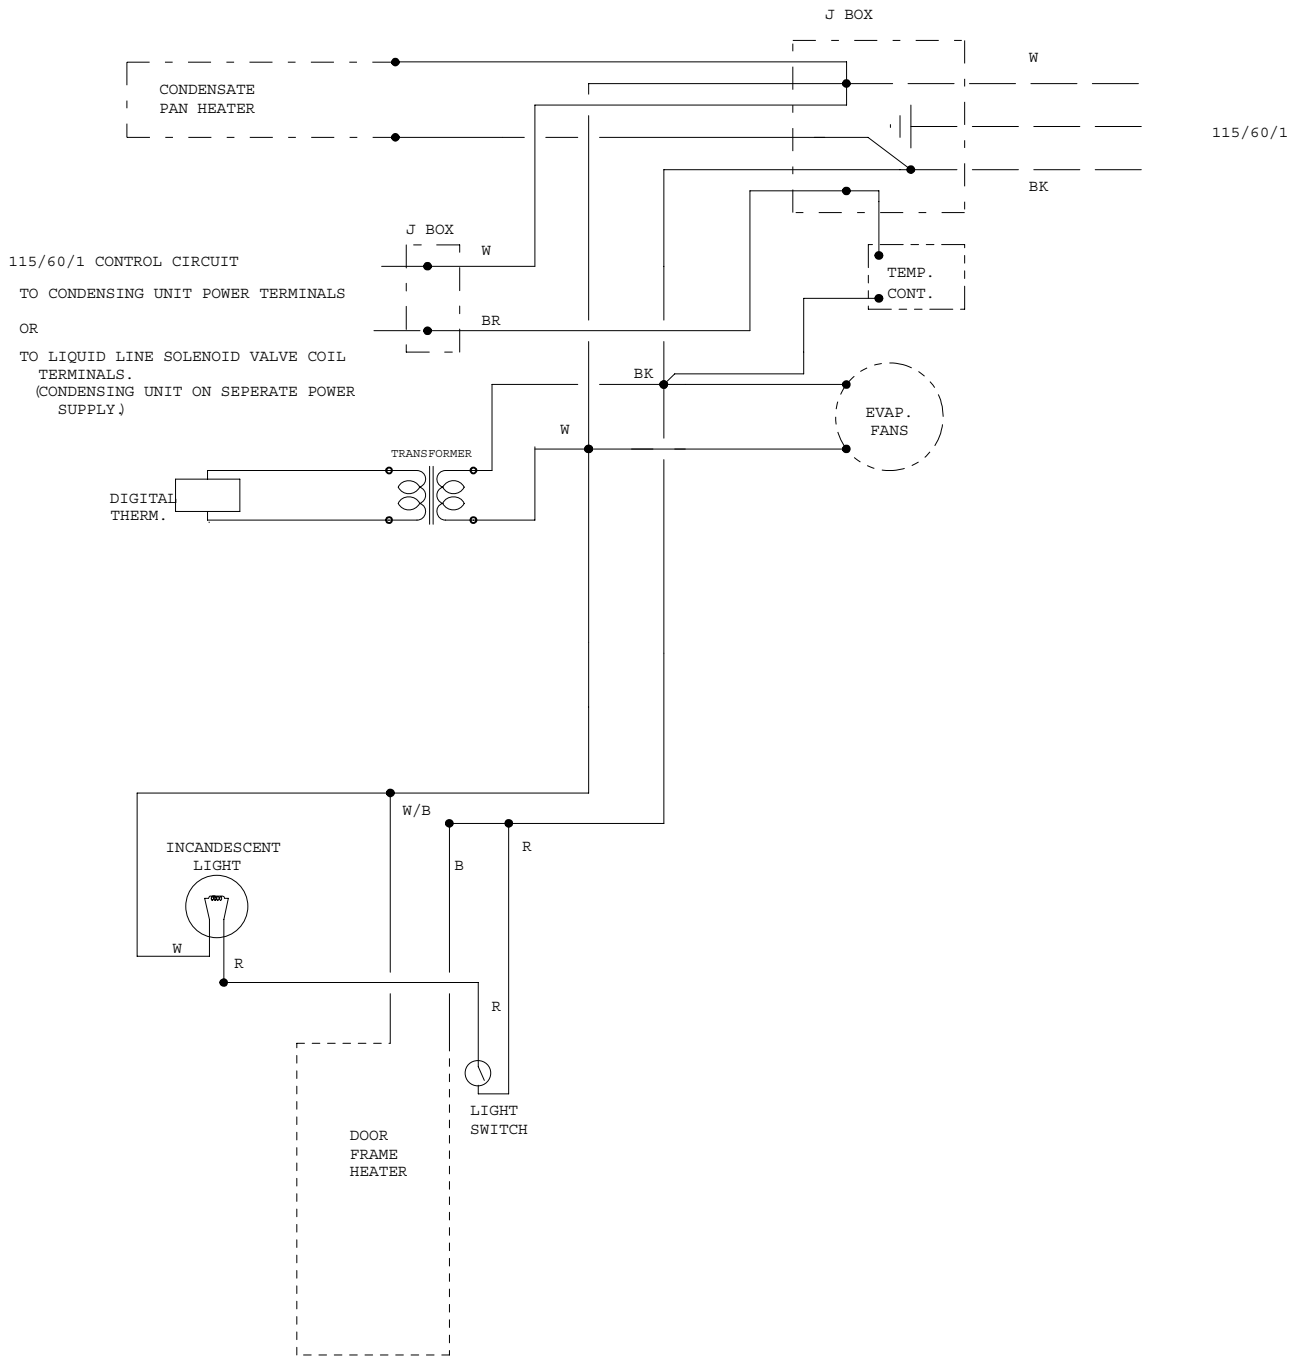 J BOX
W
CONDENSATE
PAN HEATER
115/60/1
BK
J BOX
W
115/60/1 CONTROL CIRCUIT
TEMP.
CONT.
TO CONDENSING UNIT POWER TERMINALS
BR
OR
TO LIQUID LINE SOLENOID VALVE COIL
TERMINALS.
(CONDENSING UNIT ON SEPERATE POWER
SUPPLY.)
BK
EVAP.
FANS
W
TRANSFORMER
DIGITAL
THERM.
W/B
R
INCANDESCENT
LIGHT
B
W
R
R
LIGHT
SWITCH
DOOR
FRAME
HEATER